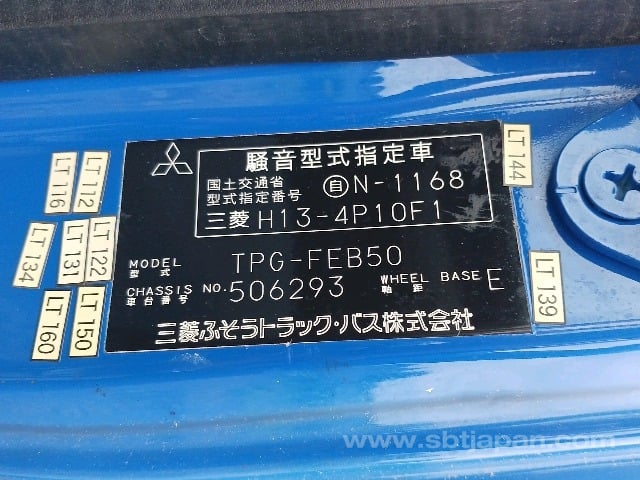 騒音型式指定車
国土交通省
型式指定番号 自N-1168
三菱 H13-4P10F1
MODEL
型式 TPG-FEB50
CHASSIS NO.
車台番号 506293
WHEEL BASE
軸距 E
三菱ふそうトラック・バス株式会社
LT 116
LT 112
LT 134
LT 131
LT 122
LT 160
LT 150
LT 144
LT 139
www.sbtjapan.com